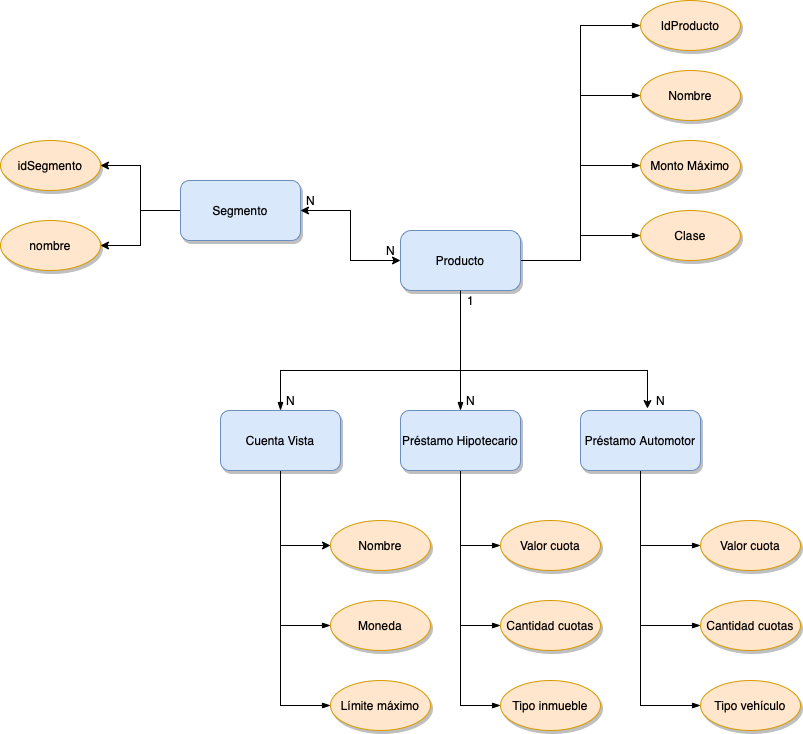 IdProducto
Nombre
Monto Máximo
Clase
idSegmento
nombre
Segmento
N
N
Producto
1
N
N
N
Cuenta Vista
Préstamo Hipotecario
Préstamo Automotor
Nombre
Valor cuota
Valor cuota
Moneda
Cantidad cuotas
Cantidad cuotas
Límite máximo
Tipo inmueble
Tipo vehículo